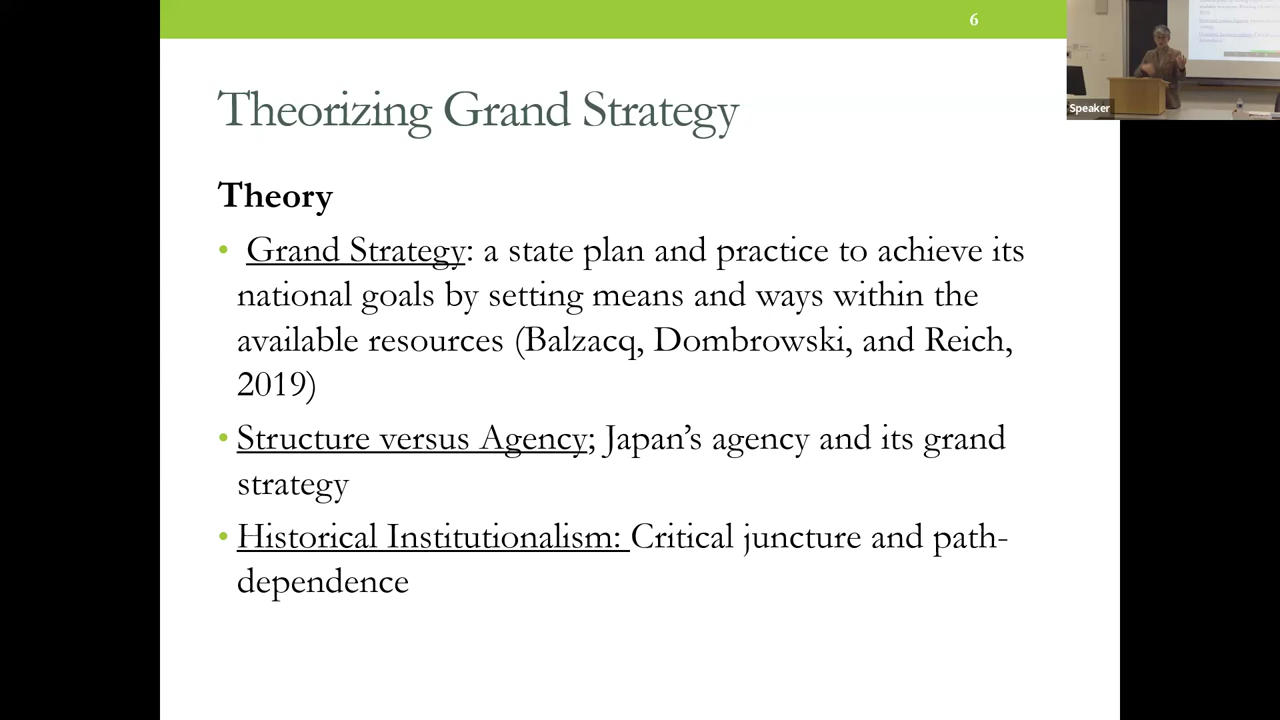 6
Speaker
Theorizing Grand Strategy
Theory
• Grand Strategy: a state plan and practice to achieve its
national goals by setting means and ways within the
available resources (Balzacq, Dombrowski, and Reich,
2019)
• Structure versus Agency; Japan’s agency and its grand
strategy
• Historical Institutionalism: Critical juncture and path-
dependence